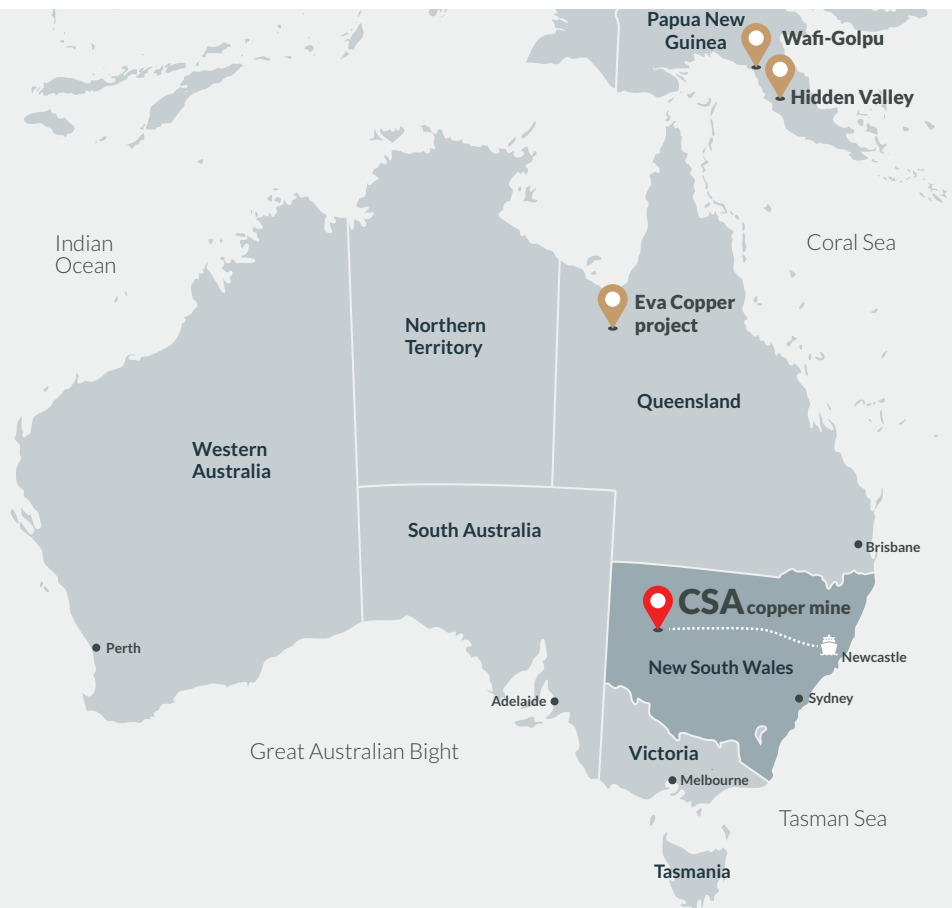 Papua New
Guinea
Wafi-Golpu
Hidden Valley
Indian
Ocean
Coral Sea
Eva Copper
project
Northern
Territory
Queensland
Western
Australia
South Australia
Brisbane
CSA copper mine
Perth
Newcastle
New South Wales
Adelaide
Sydney
Great Australian Bight
Victoria
Melbourne
Tasman Sea
Tasmania